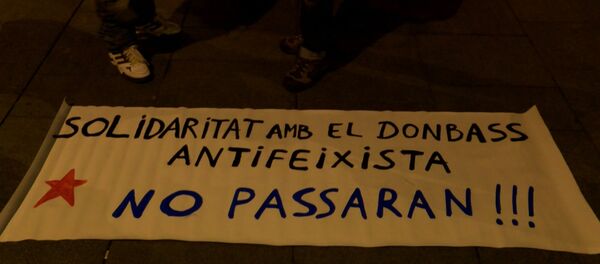 SOLIDARITAT AMB EL DONBASS
ANTIFEIXISTA
NO PASSARAN !!!